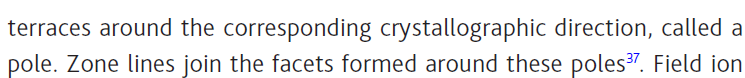 terraces around the corresponding crystallographic direction, called a
pole. Zone lines join the facets formed around these poles37. Field ion